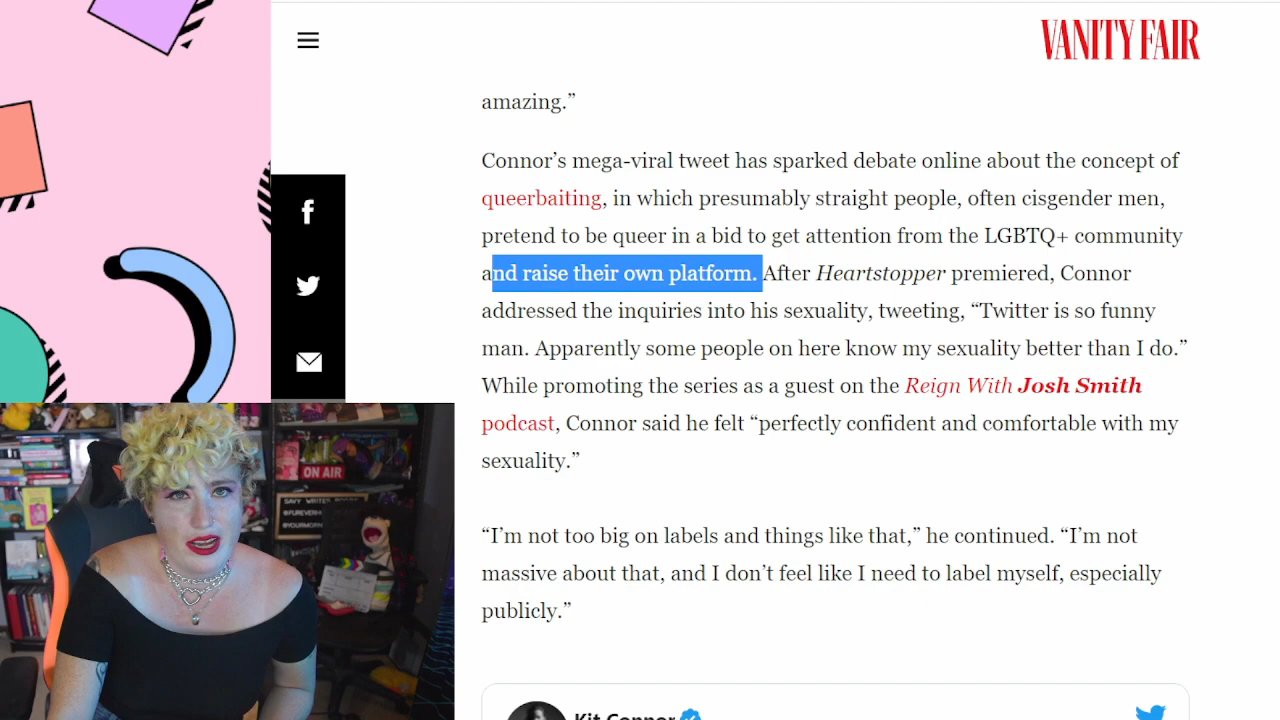 VANITY FAIR
amazing.”
Connor’s mega-viral tweet has sparked debate online about the concept of
queerbaiting, in which presumably straight people, often cisgender men,
pretend to be queer in a bid to get attention from the LGBTQ+ community
and raise their own platform. After Heartstopper premiered, Connor
addressed the inquiries into his sexuality, tweeting, “Twitter is so funny
man. Apparently some people on here know my sexuality better than I do.”
While promoting the series as a guest on the Reign With Josh Smith
podcast, Connor said he felt “perfectly confident and comfortable with my
sexuality.”
“I’m not too big on labels and things like that,” he continued. “I’m not
massive about that, and I don’t feel like I need to label myself, especially
publicly.”
Kit Connor
ON AIR
SAVY WRITES